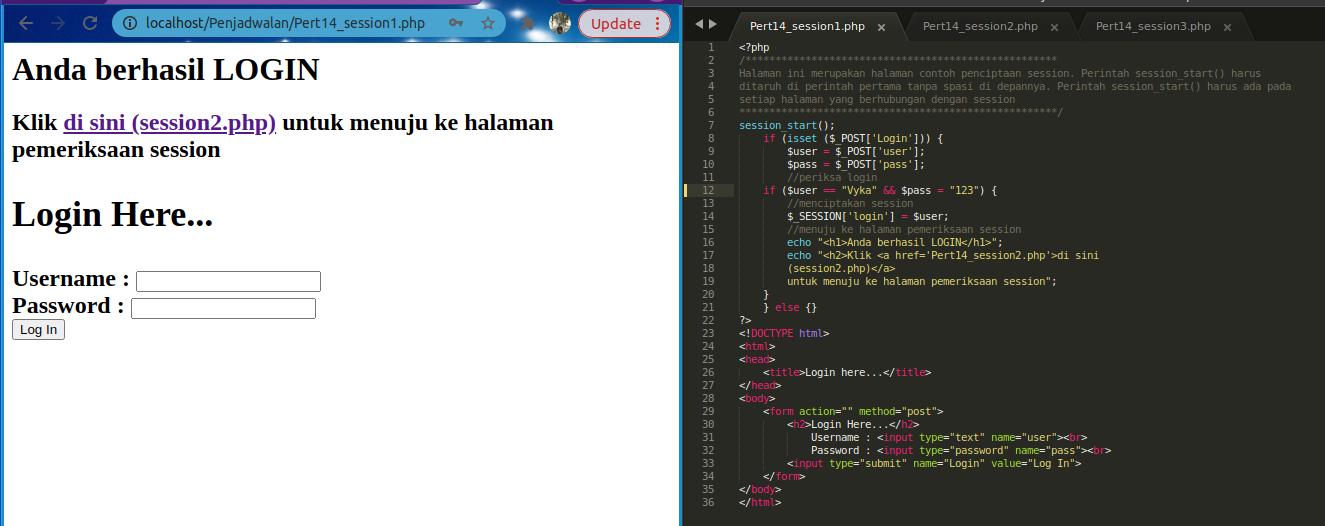 localhost/Penjadwalan/Pert14_session1.php
Update
Anda berhasil LOGIN
Klik di sini (session2.php) untuk menuju ke halaman
pemeriksaan session
Login Here...
Username :
Password :
Log In
Pert14_session1.php × Pert14_session2.php × Pert14_session3.php ×
1 <?php
2 /*****************************************************
3 Halaman ini merupakan halaman contoh penciptaan session. Perintah session_start() harus
4 ditaruh di perintah pertama tanpa spasi di depannya. Perintah session_start() harus ada pada
5 setiap halaman yang berhubungan dengan session
6 *****************************************************/
7 session_start();
8 if (isset ($_POST['Login'])) {
9 $user = $_POST['user'];
10 $pass = $_POST['pass'];
11 //periksa login
12 if ($user == "Vyka" && $pass = "123") {
13 //menciptakan session
14 $_SESSION['login'] = $user;
15 //menuju ke halaman pemeriksaan session
16 echo "<h1>Anda berhasil LOGIN</h1>";
17 echo "<h2>Klik <a href='Pert14_session2.php'>di sini
18 (session2.php)</a>
19 untuk menuju ke halaman pemeriksaan session";
20 }
21 } else {}
22 ?>
23 <!DOCTYPE html>
24 <html>
25 <head>
26 <title>Login here...</title>
27 </head>
28 <body>
29 <form action="" method="post">
30 <h2>Login Here...</h2>
31 Username : <input type="text" name="user"><br>
32 Password : <input type="password" name="pass"><br>
33 <input type="submit" name="Login" value="Log In">
34 </form>
35 </body>
36 </html>